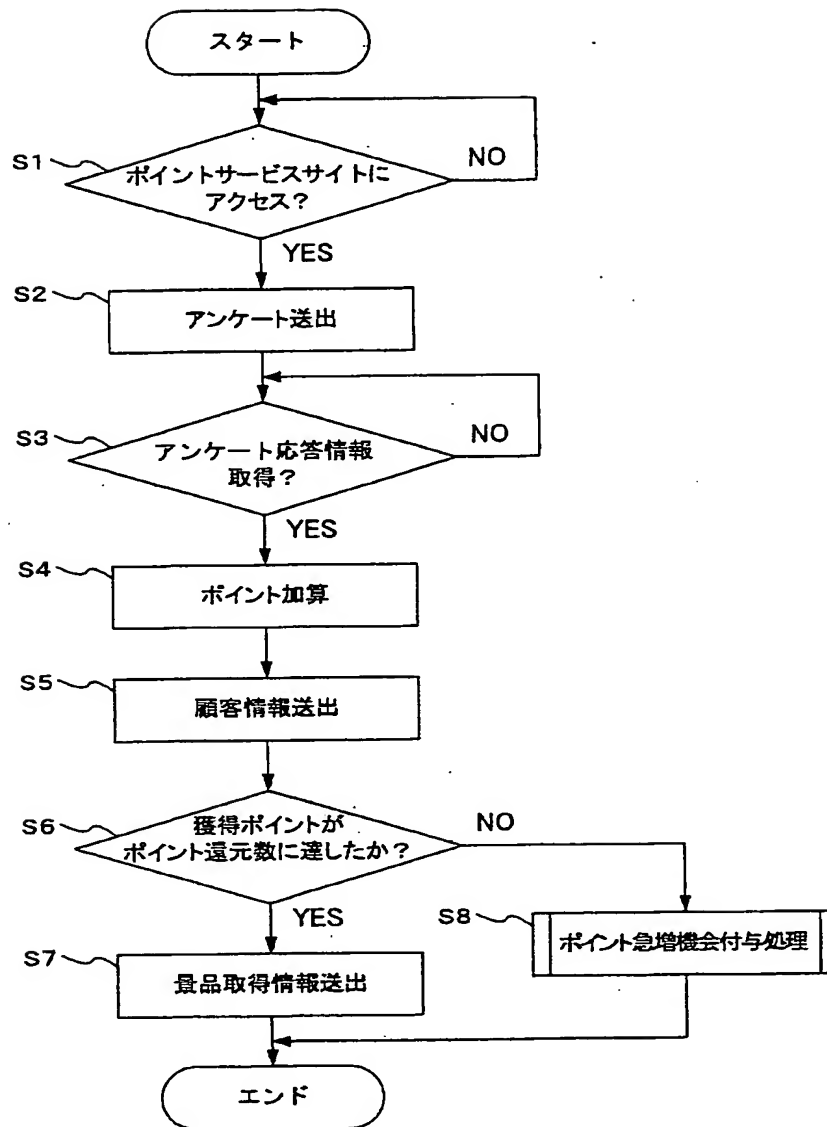 スタート
S1
ポイントサービスサイトに
アクセス？
NO
YES
S2
アンケート送出
S3
アンケート応答情報
取得？
NO
YES
S4
ポイント加算
S5
顧客情報送出
S6
獲得ポイントが
ポイント還元数に達したか？
NO
YES
S7
景品取得情報送出
S8
ポイント急増機会付与処理
エンド